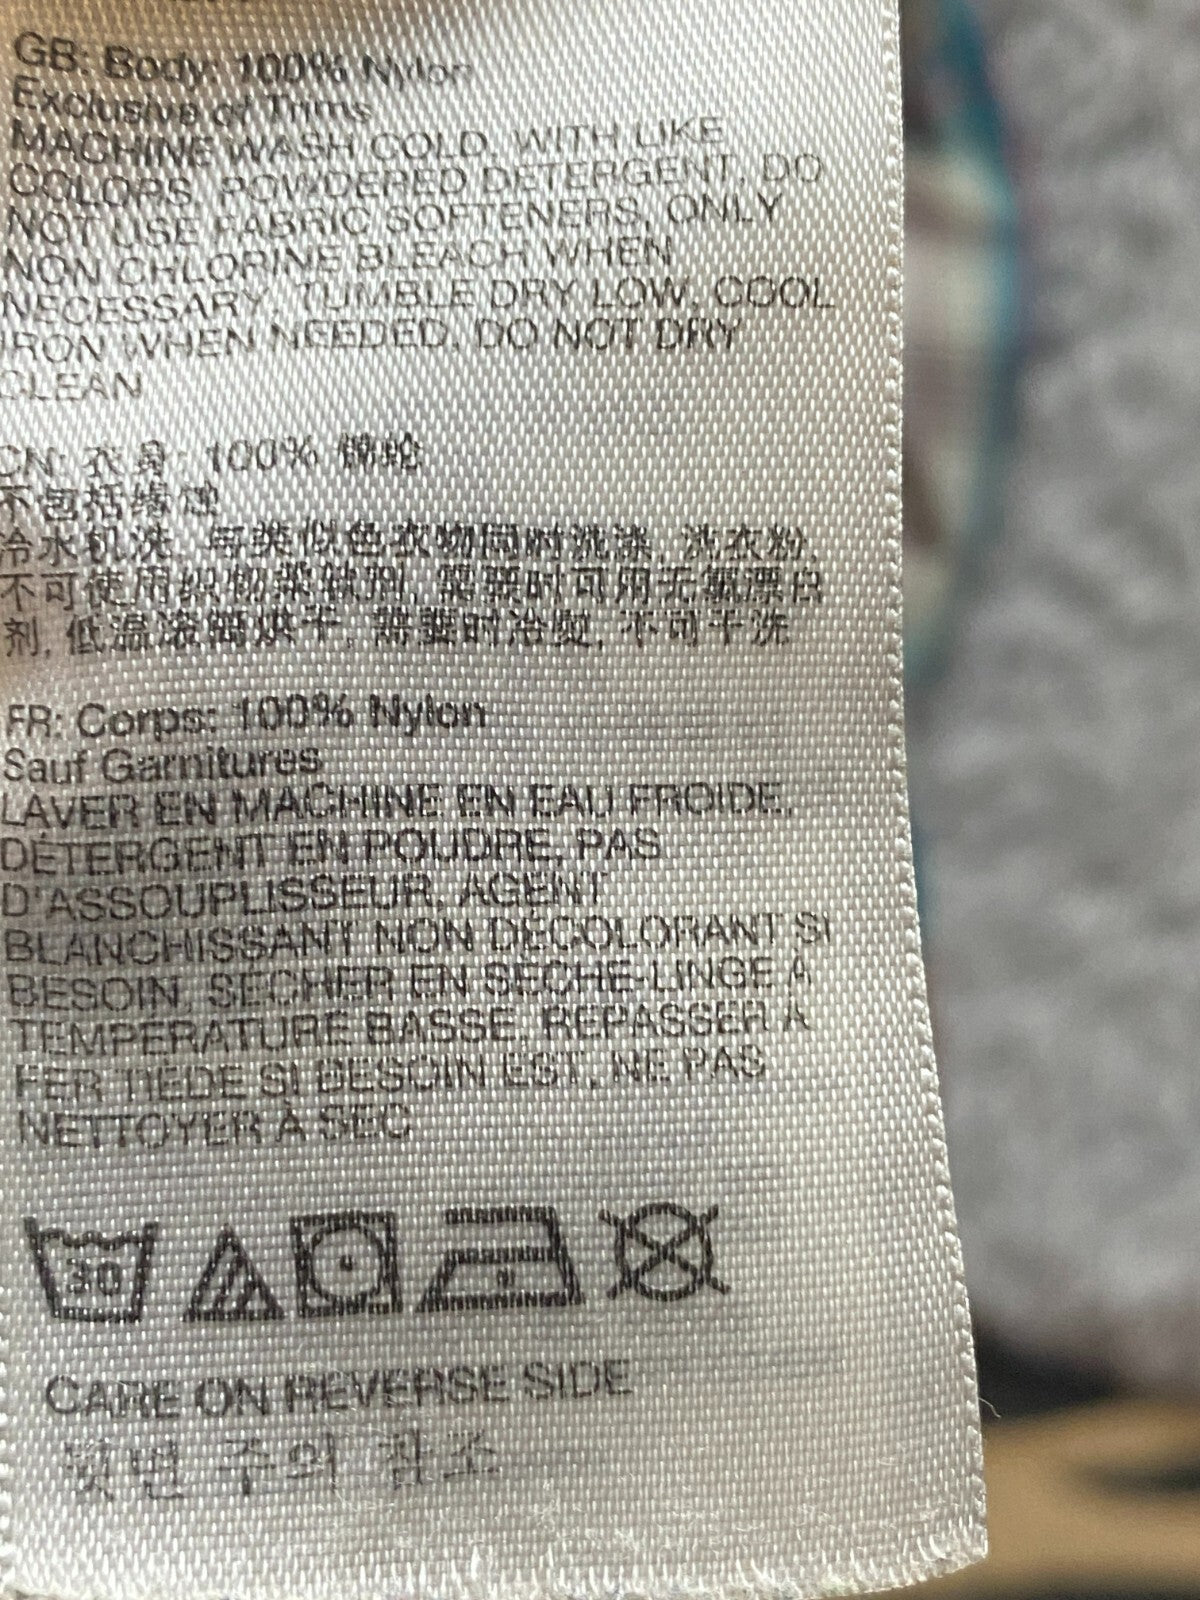 GB: Body: 100% Nylon
Exclusive of Trims
MACHINE WASH COLD, WITH LIKE
COLORS, POWDERED DETERGENT, DO
NOT USE FABRIC SOFTENERS, ONLY
NON CHLORINE BLEACH WHEN
NECESSARY, TUMBLE DRY LOW, COOL
IRON WHEN NEEDED, DO NOT DRY
CLEAN
CN: 衣身: 100% 锦纶
不包括缘边
冷水机洗, 与类似色衣物同时洗涤, 洗衣粉,
不可使用织物柔软剂, 需要时可用无氯漂白
剂, 低温滚筒烘干, 需要时冷熨, 不可干洗
FR: Corps: 100% Nylon
Sauf Garnitures
LAVER EN MACHINE EN EAU FROIDE,
DÉTERGENT EN POUDRE, PAS
D'ASSOUPLISSEUR, AGENT
BLANCHISSANT NON DÉCOLORANT SI
BESOIN, SÉCHER EN SÈCHE-LINGE À
TEMPÉRATURE BASSE, REPASSER À
FER TIÈDE SI BESOIN EST, NE PAS
NETTOYER À SEC
30
CARE ON REVERSE SIDE
뒷면 주의 참조